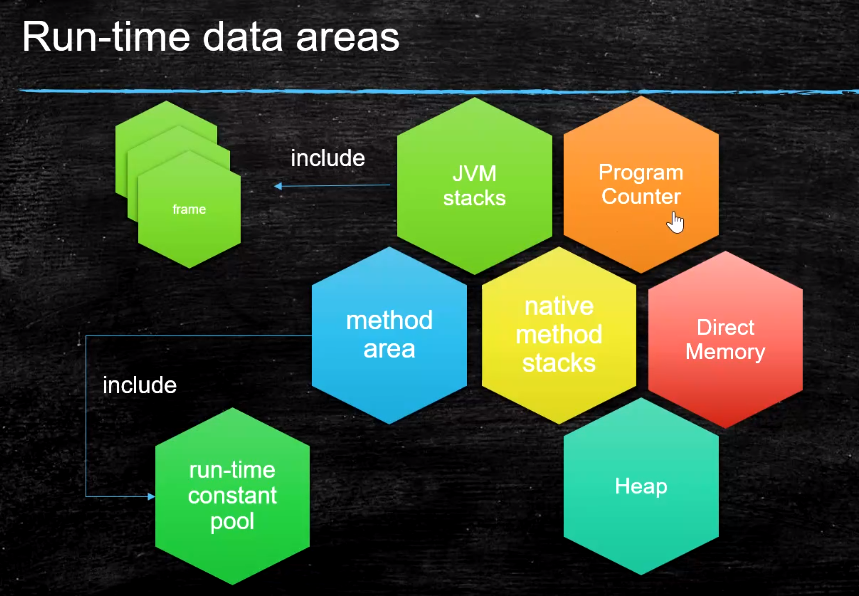 Run-time data areas
include
JVM
stacks
Program
Counter
frame
method
area
native
method
stacks
Direct
Memory
include
run-time
constant
pool
Heap